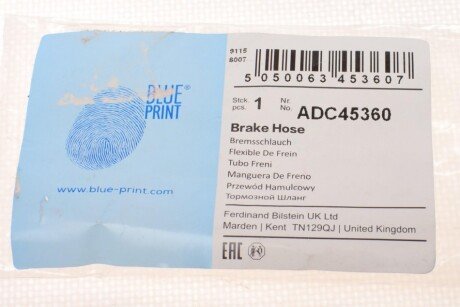 BLUE®
PRINT
www.blue-print.com
9115
8007
5 050063 453607
Stck. pcs. 1 Nr. No. ADC45360
Brake Hose
Bremsschlauch
Flexible De Frein
Tubo Freni
Manguera De Freno
Przewód Hamulcowy
Тормозной Шланг
Ferdinand Bilstein UK Ltd
Marden | Kent TN129QJ | United Kingdom
EAC